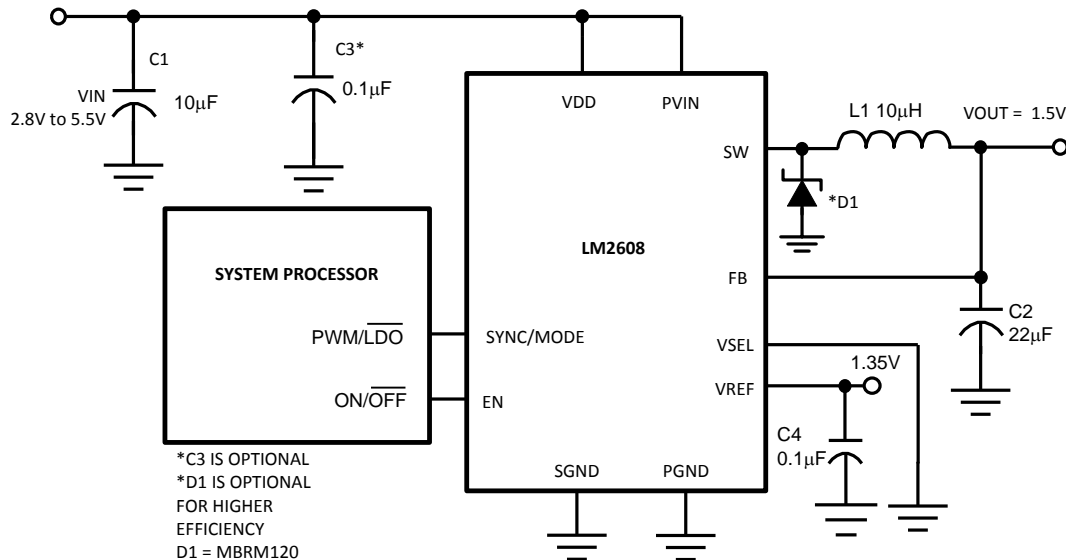 C1
C3*
VIN
2.8V to 5.5V
10μF
0.1μF
VDD
PVIN
L1 10μH
VOUT = 1.5V
SW
*D1
LM2608
SYSTEM PROCESSOR
FB
C2
22μF
PWM/LDO
SYNC/MODE
VSEL
1.35V
VREF
ON/OFF
EN
C4
0.1μF
*C3 IS OPTIONAL
*D1 IS OPTIONAL
FOR HIGHER
EFFICIENCY
D1 = MBRM120
SGND
PGND